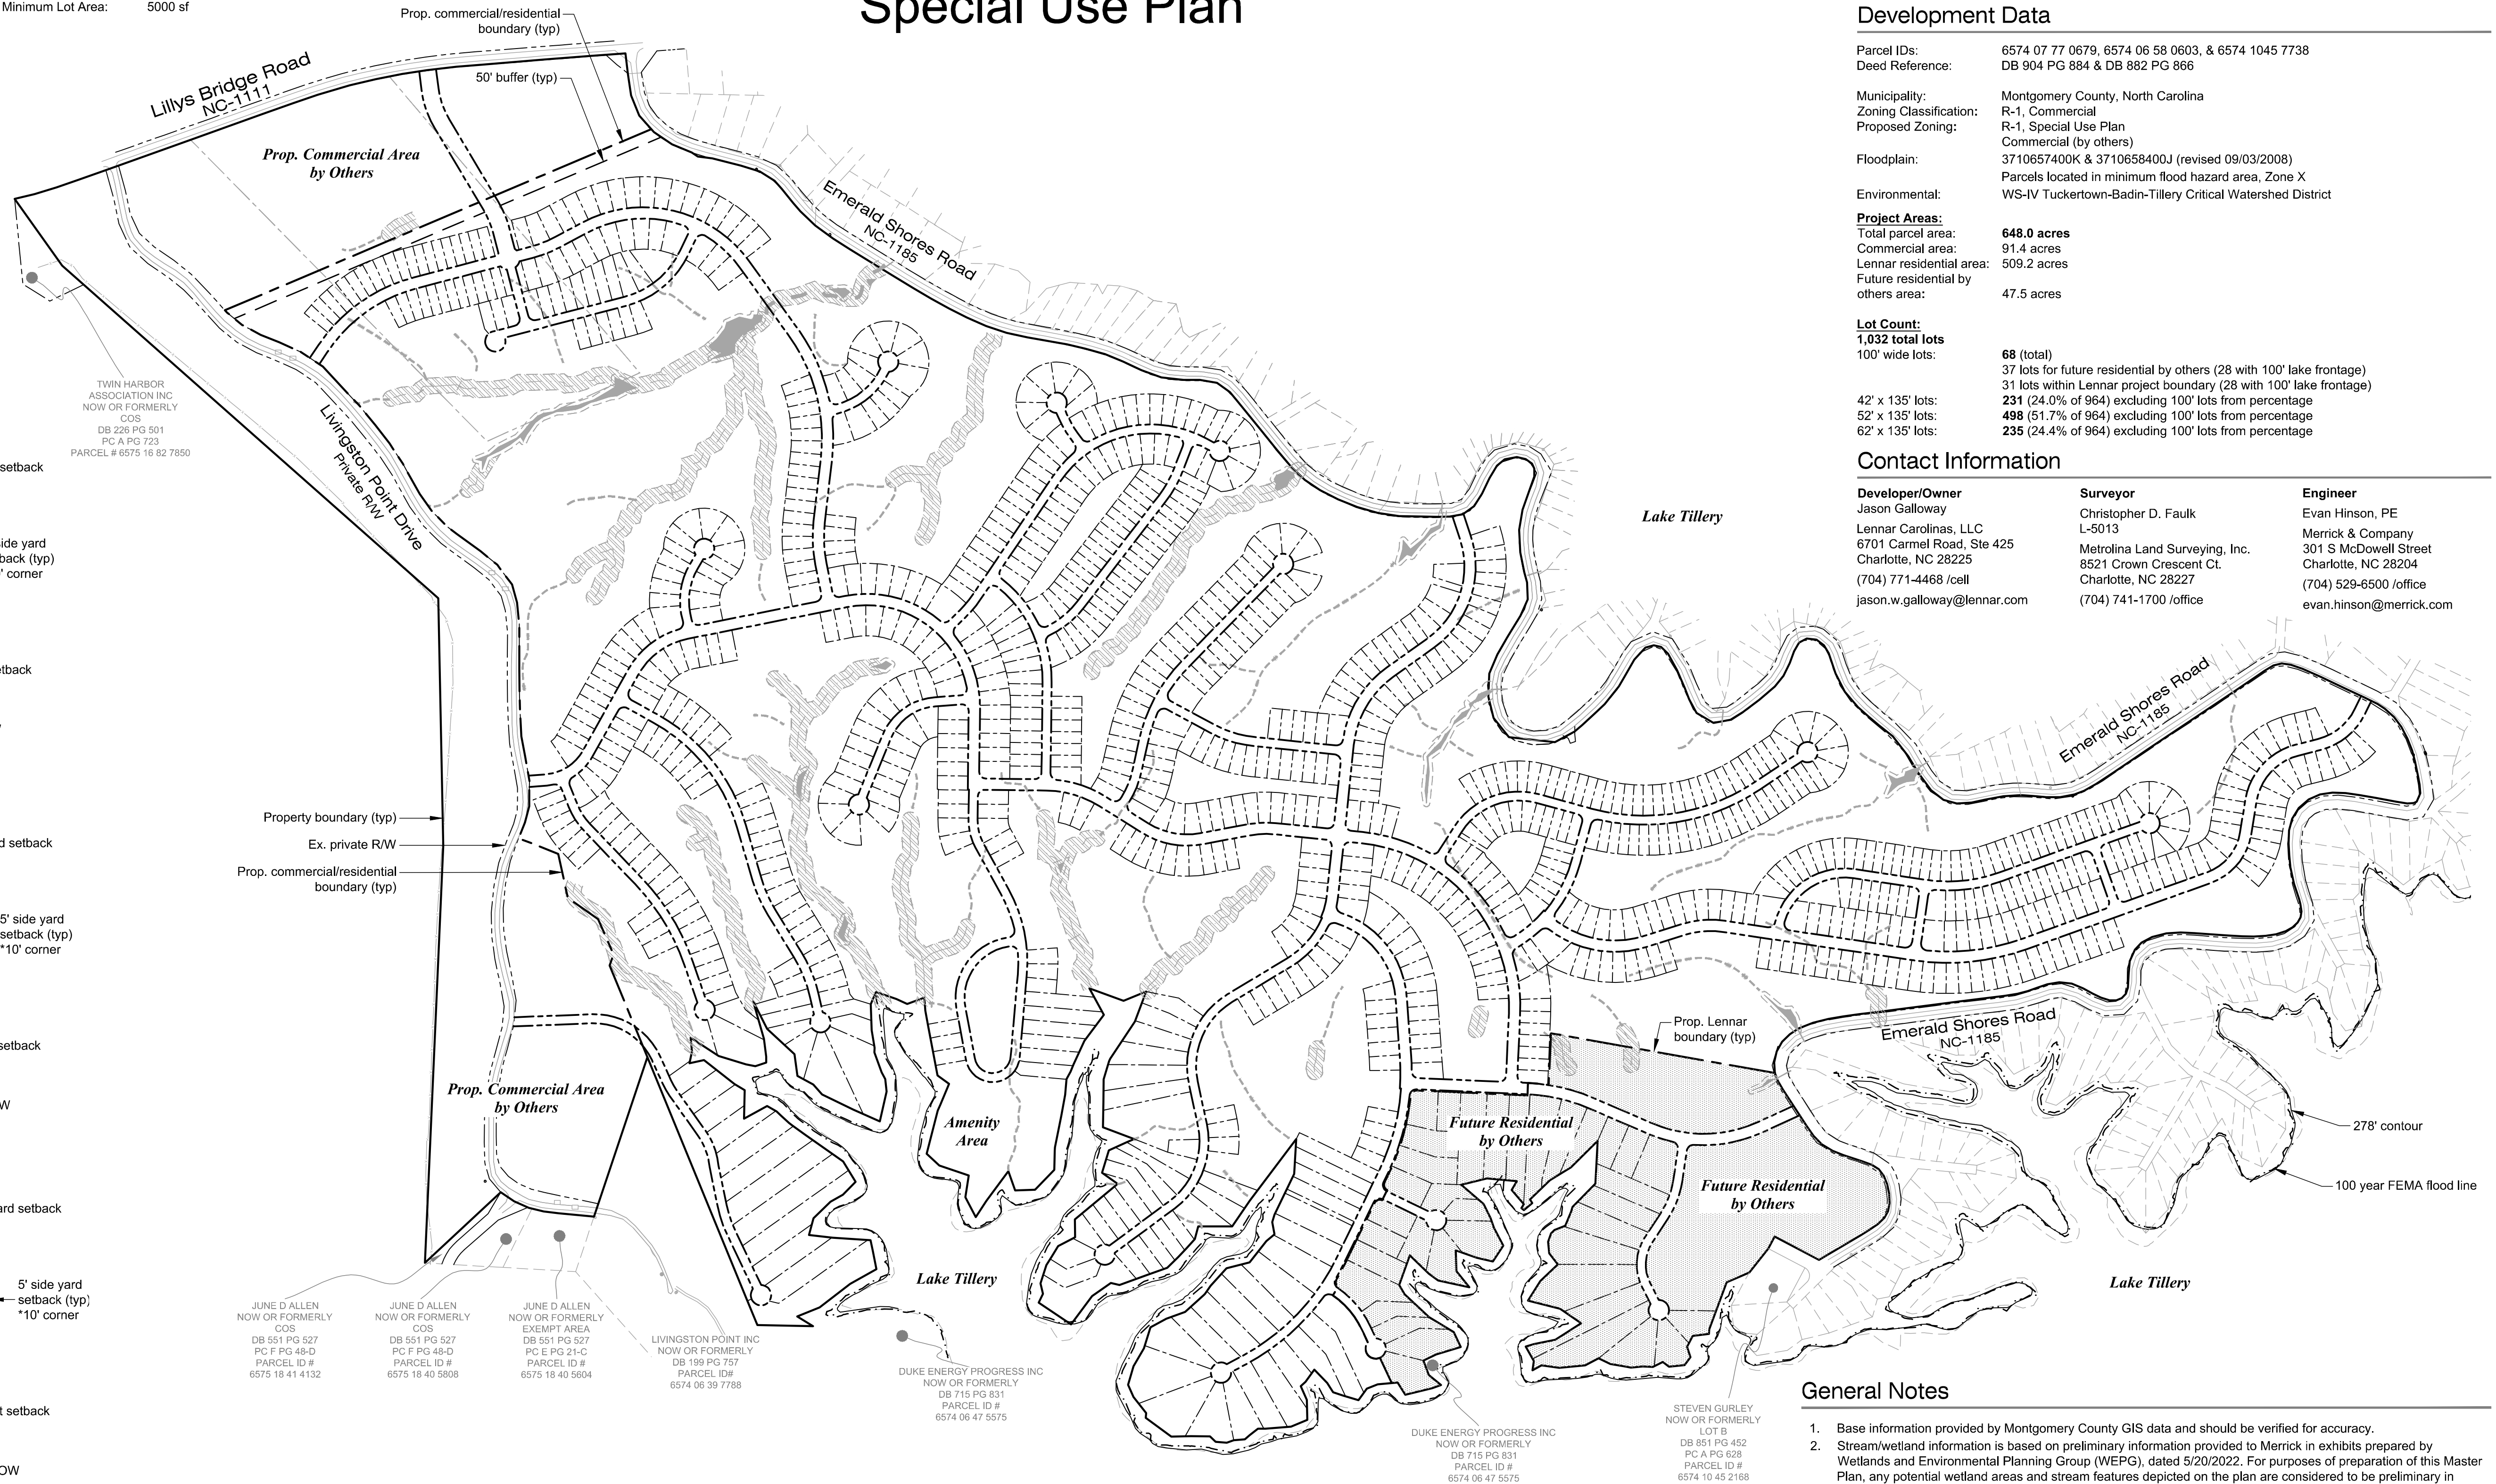 Special Use Plan
Minimum Lot Area: 5000 sf
Prop. commercial/residential
boundary (typ)
50' buffer (typ)
Lillys Bridge Road
NC-1111
Prop. Commercial Area
by Others
Emerald Shores Road
NC-1185
Livingston Point Drive
Private R/W
TWIN HARBOR
ASSOCIATION INC
NOW OR FORMERLY
COS
DB 226 PG 501
PC A PG 723
PARCEL # 6575 16 82 7850
setback
side yard
back (typ)
' corner
etback
Property boundary (typ)
Ex. private R/W
Prop. commercial/residential
boundary (typ)
d setback
5' side yard
setback (typ)
*10' corner
setback
W
ard setback
5' side yard
setback (typ)
*10' corner
t setback
OW
Prop. Commercial Area
by Others
Amenity
Area
Lake Tillery
Lake Tillery
Lake Tillery
Emerald Shores Road
NC-1185
Emerald Shores Road
NC-1185
Prop. Lennar
boundary (typ)
Future Residential
by Others
Future Residential
by Others
278' contour
100 year FEMA flood line
JUNE D ALLEN
NOW OR FORMERLY
COS
DB 551 PG 527
PC F PG 48-D
PARCEL ID #
6575 18 41 4132
JUNE D ALLEN
NOW OR FORMERLY
COS
DB 551 PG 527
PC F PG 48-D
PARCEL ID #
6575 18 40 5808
JUNE D ALLEN
NOW OR FORMERLY
EXEMPT AREA
DB 551 PG 527
PC E PG 21-C
PARCEL ID #
6575 18 40 5604
LIVINGSTON POINT INC
NOW OR FORMERLY
DB 199 PG 757
PARCEL ID#
6574 06 39 7788
DUKE ENERGY PROGRESS INC
NOW OR FORMERLY
DB 715 PG 831
PARCEL ID #
6574 06 47 5575
DUKE ENERGY PROGRESS INC
NOW OR FORMERLY
DB 715 PG 831
PARCEL ID #
6574 06 47 5575
STEVEN GURLEY
NOW OR FORMERLY
LOT B
DB 851 PG 452
PC A PG 628
PARCEL ID #
6574 10 45 2168
Development Data
Parcel IDs: 6574 07 77 0679, 6574 06 58 0603, & 6574 1045 7738
Deed Reference: DB 904 PG 884 & DB 882 PG 866
Municipality: Montgomery County, North Carolina
Zoning Classification: R-1, Commercial
Proposed Zoning: R-1, Special Use Plan
Commercial (by others)
Floodplain: 3710657400K & 3710658400J (revised 09/03/2008)
Parcels located in minimum flood hazard area, Zone X
Environmental: WS-IV Tuckertown-Badin-Tillery Critical Watershed District
Project Areas:
Total parcel area: 648.0 acres
Commercial area: 91.4 acres
Lennar residential area: 509.2 acres
Future residential by
others area: 47.5 acres
Lot Count:
1,032 total lots
100' wide lots: 68 (total)
37 lots for future residential by others (28 with 100' lake frontage)
31 lots within Lennar project boundary (28 with 100' lake frontage)
42' x 135' lots: 231 (24.0% of 964) excluding 100' lots from percentage
52' x 135' lots: 498 (51.7% of 964) excluding 100' lots from percentage
62' x 135' lots: 235 (24.4% of 964) excluding 100' lots from percentage
Contact Information
Developer/Owner
Jason Galloway
Lennar Carolinas, LLC
6701 Carmel Road, Ste 425
Charlotte, NC 28225
(704) 771-4468 /cell
jason.w.galloway@lennar.com
Surveyor
Christopher D. Faulk
L-5013
Metrolina Land Surveying, Inc.
8521 Crown Crescent Ct.
Charlotte, NC 28227
(704) 741-1700 /office
Engineer
Evan Hinson, PE
Merrick & Company
301 S McDowell Street
Charlotte, NC 28204
(704) 529-6500 /office
evan.hinson@merrick.com
General Notes
1. Base information provided by Montgomery County GIS data and should be verified for accuracy.
2. Stream/wetland information is based on preliminary information provided to Merrick in exhibits prepared by
Wetlands and Environmental Planning Group (WEPG), dated 5/20/2022. For purposes of preparation of this Master
Plan, any potential wetland areas and stream features depicted on the plan are considered to be preliminary in